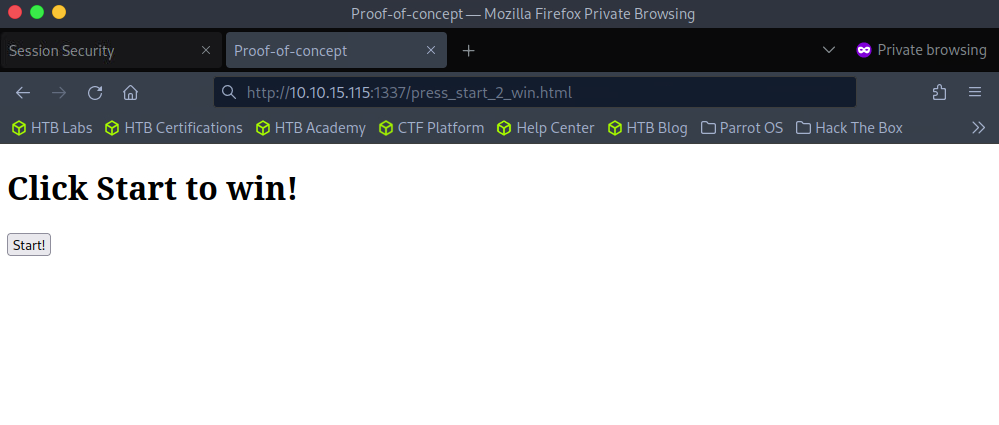 Proof-of-concept — Mozilla Firefox Private Browsing
Session Security Proof-of-concept Private browsing
http://10.10.15.115:1337/press_start_2_win.html
HTB Labs HTB Certifications HTB Academy CTF Platform Help Center HTB Blog Parrot OS Hack The Box
Click Start to win!
Start!